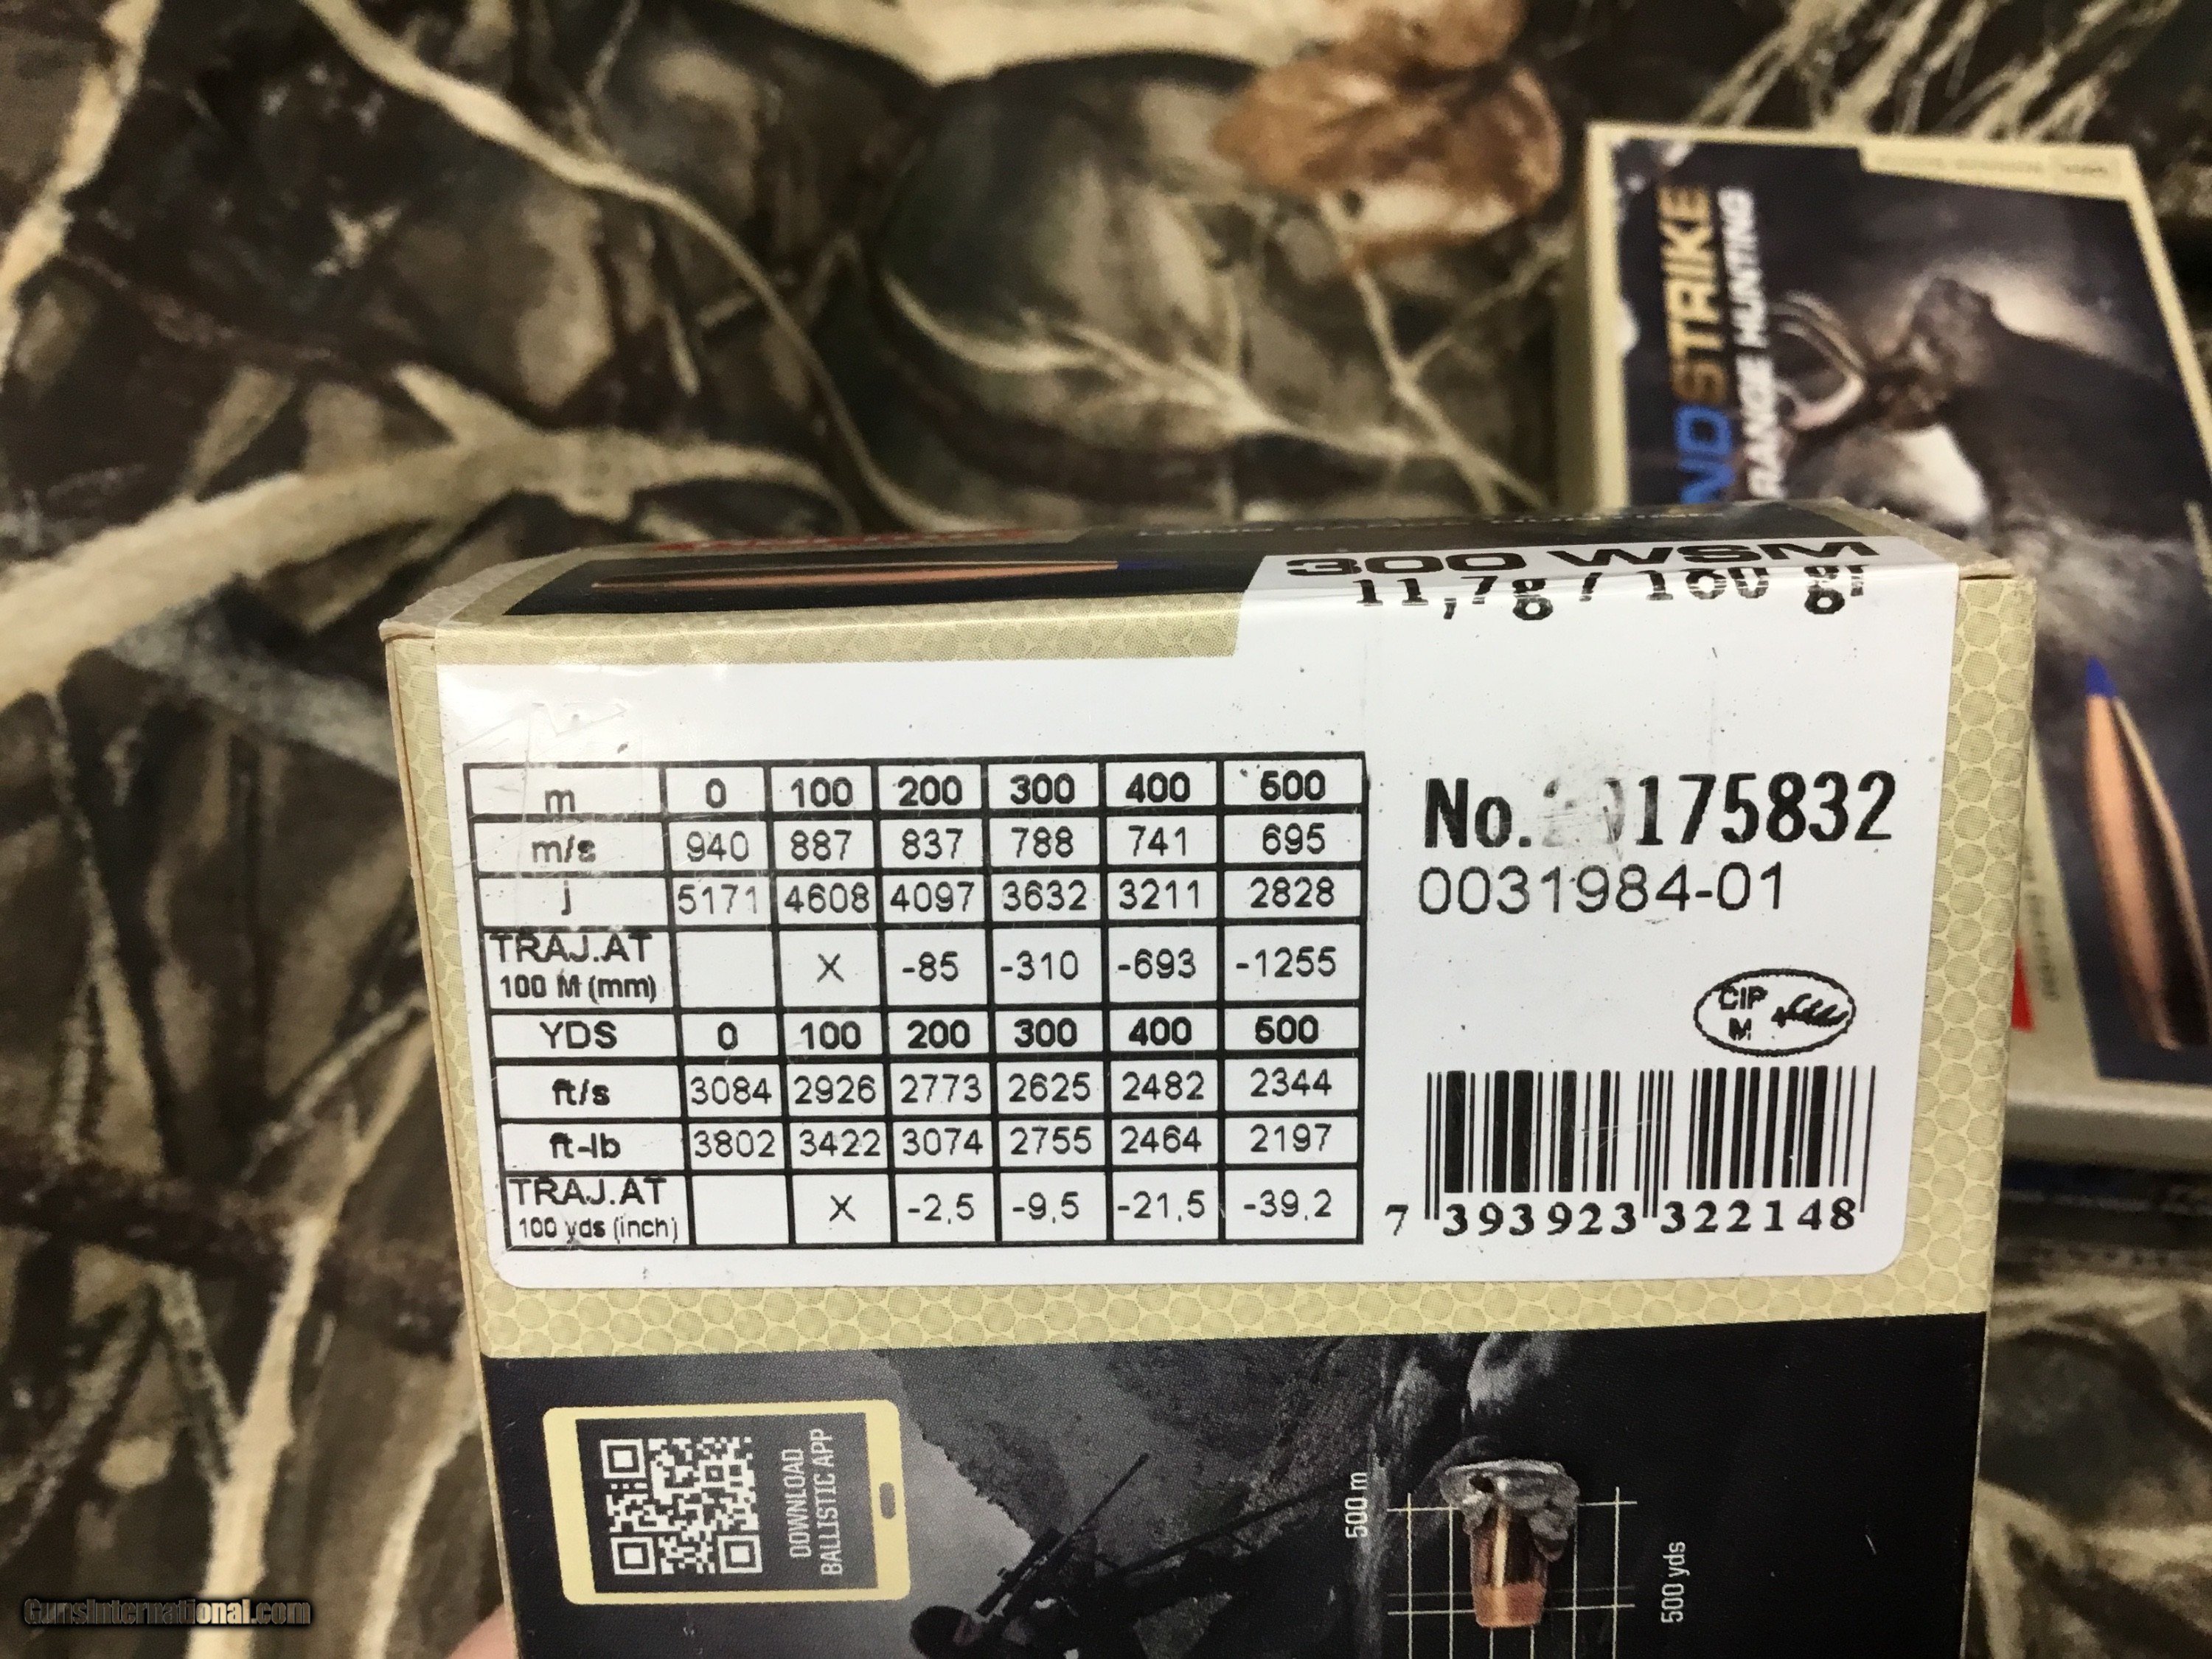 NDSTRIKE
RANGE HUNTING
300 WSM
11,7g / 180 gr
m 0 100 200 300 400 500
m/s 940 887 837 788 741 695
j 5171 4608 4097 3632 3211 2828
TRAJ.AT
100 M (mm) X -85 -310 -693 -1255
YDS 0 100 200 300 400 500
ft/s 3084 2926 2773 2625 2482 2344
ft-lb 3802 3422 3074 2755 2464 2197
TRAJ.AT
100 yds (inch) X -2,5 -9,5 -21,5 -39,2
No.20175832
0031984-01
CIP
M
7 393923 322148
DOWNLOAD
BALLISTIC APP
500 m
500 yds
GunsInternational.com